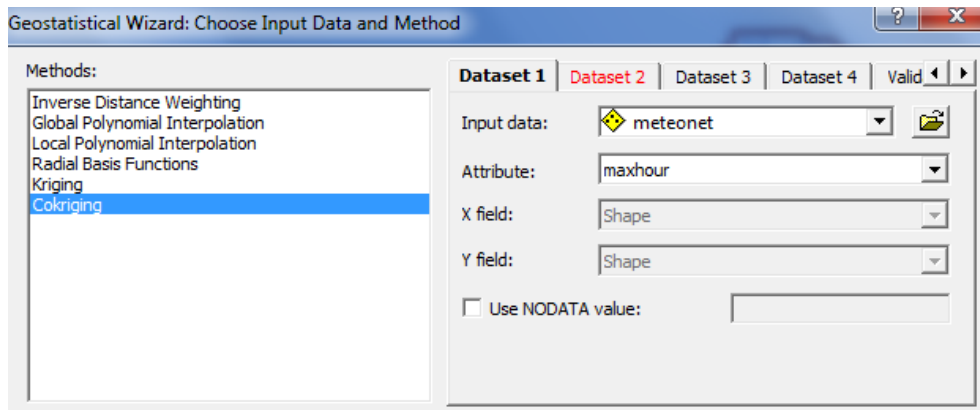 Geostatistical Wizard: Choose Input Data and Method
Methods:
Inverse Distance Weighting
Global Polynomial Interpolation
Local Polynomial Interpolation
Radial Basis Functions
Kriging
Cokriging
Dataset 1 Dataset 2 Dataset 3 Dataset 4 Valid
Input data: meteonet
Attribute: maxhour
X field: Shape
Y field: Shape
Use NODATA value: